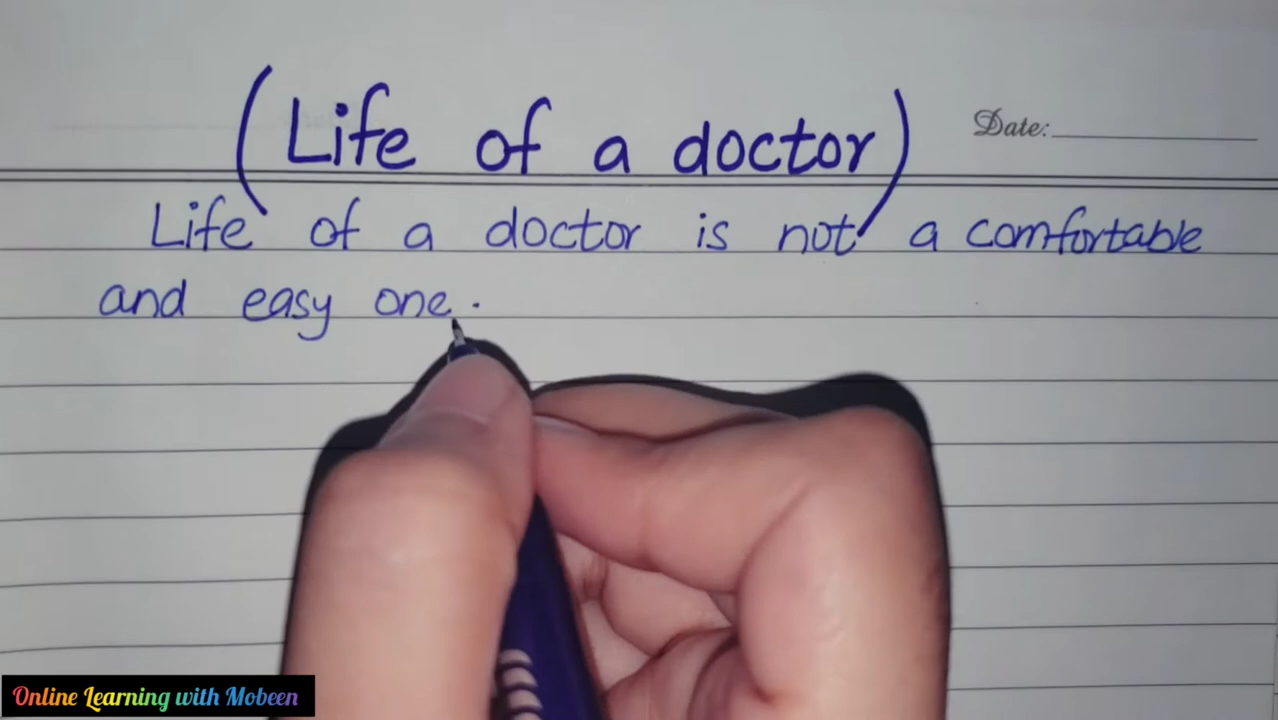 (Life of a doctor)
Date:
Life of a doctor is not a comfortable
and easy one.
Online Learning with Mobeen